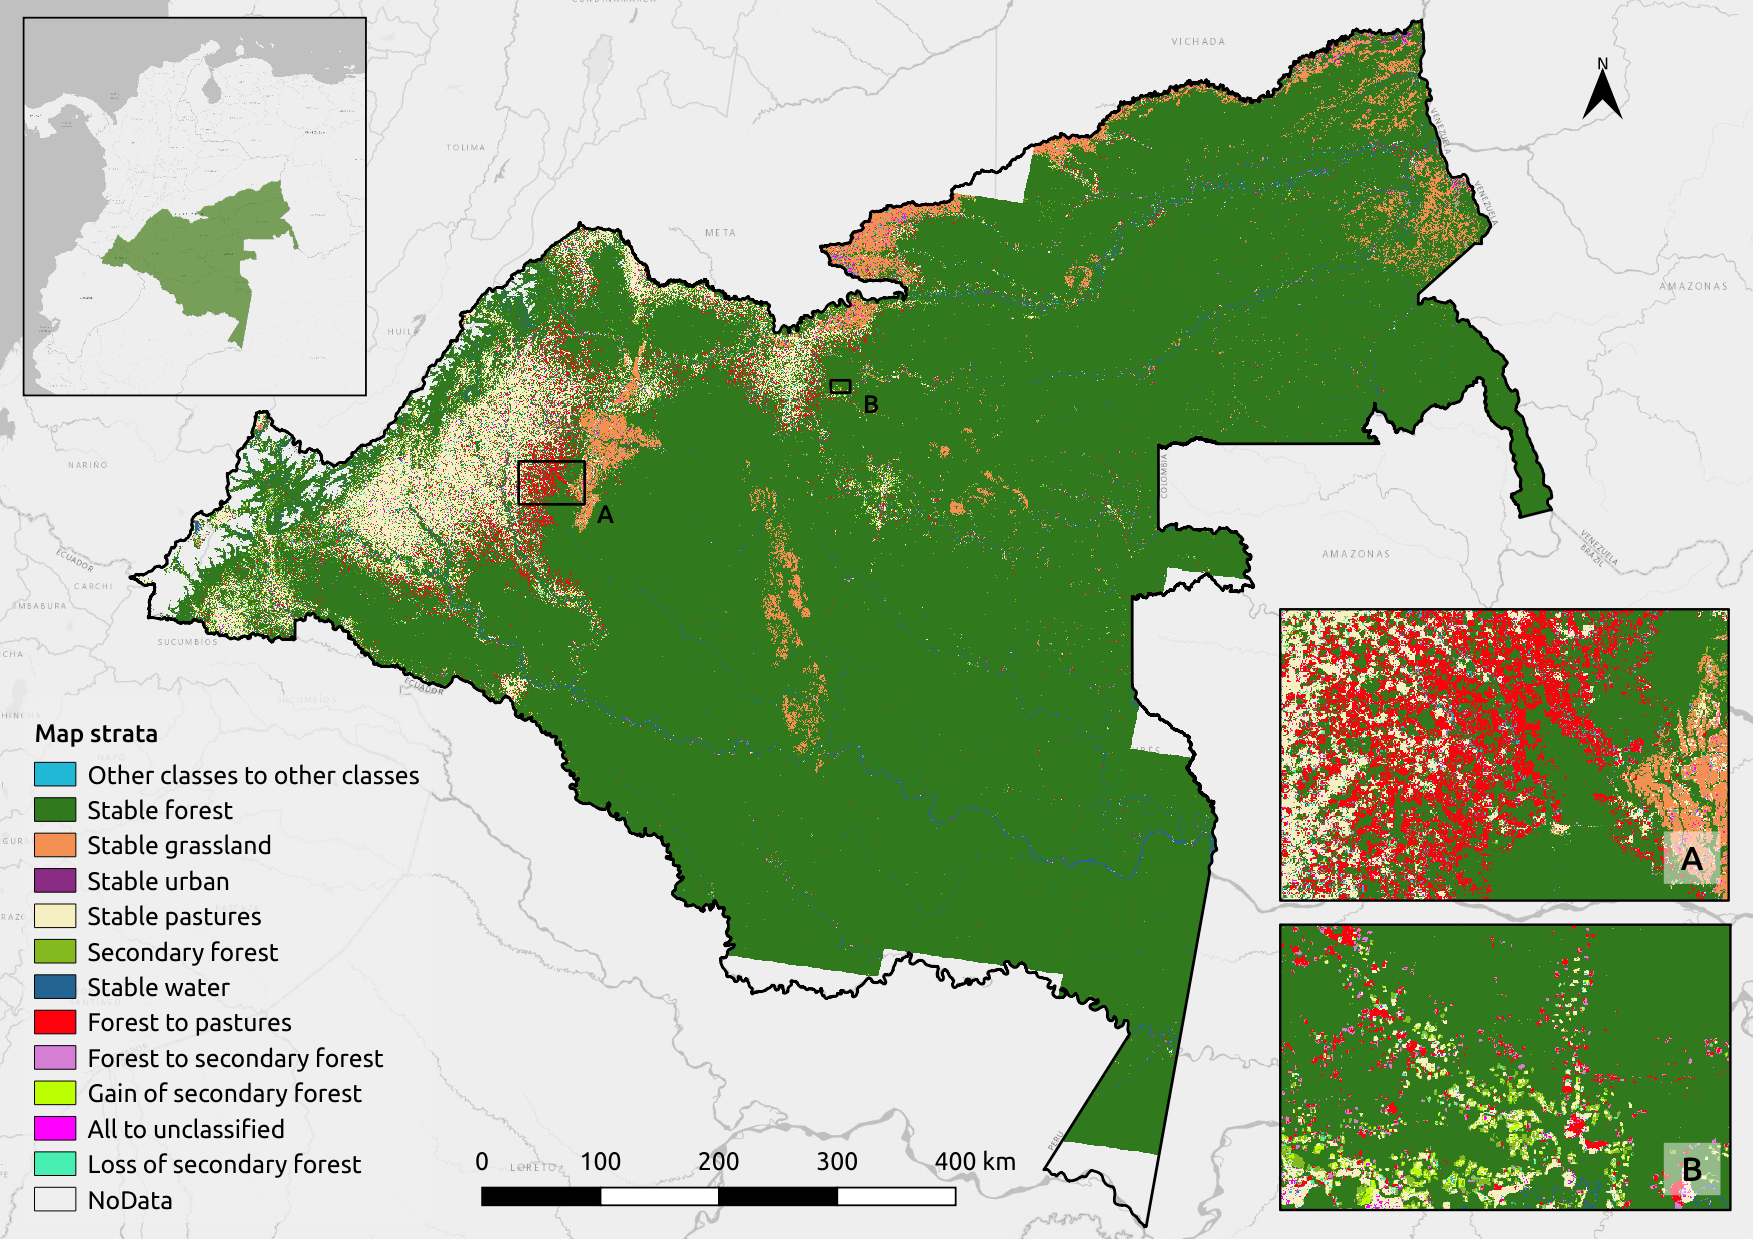 CUNDINAMARCA
VICHADA
N
TOLIMA
VENEZUELA
VENEZUELA
META
AMAZONAS
HUILA
B
NARIÑO
COLOMBIA
A
ECUADOR
CARCHI
IMBABURA
AMAZONAS
VENEZUELA
BRAZIL
SUCUMBÍOS
ECUADOR
SUCUMBÍOS
Map strata
Other classes to other classes
Stable forest
Stable grassland
Stable urban
Stable pastures
Secondary forest
Stable water
Forest to pastures
Forest to secondary forest
Gain of secondary forest
All to unclassified
Loss of secondary forest
NoData
PERU
LORETO
0 100 200 300 400 km
A
B